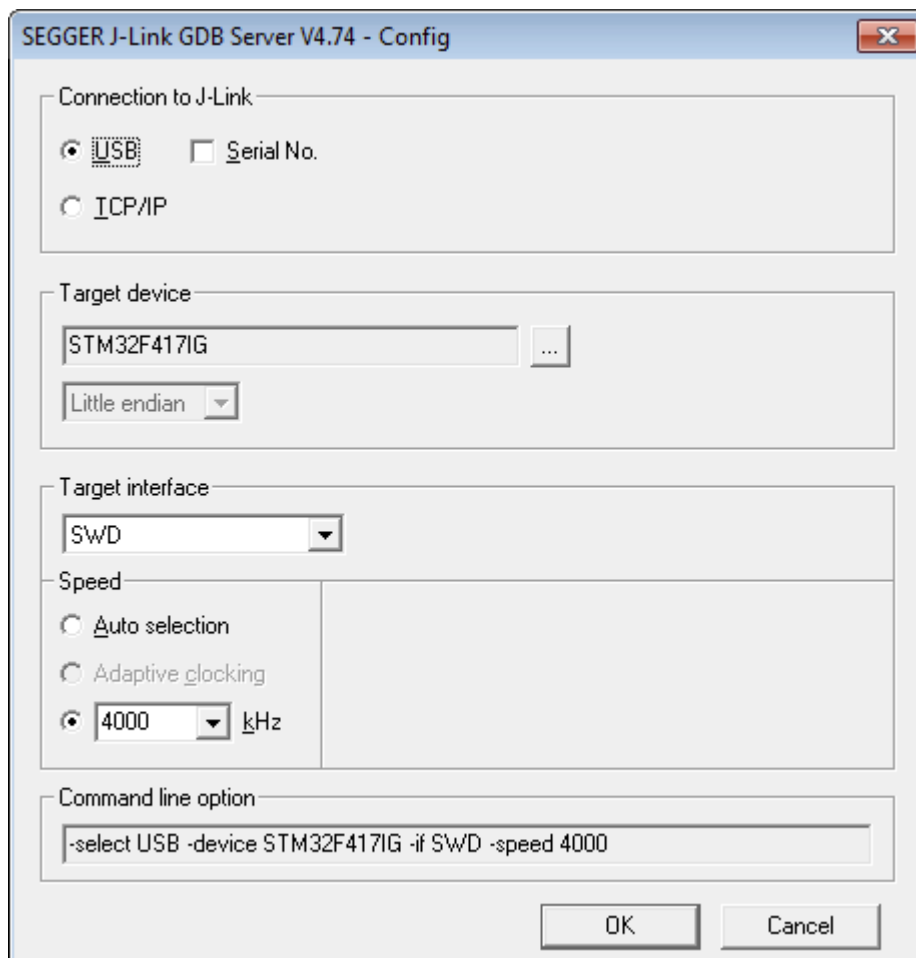 SEGGER J-Link GDB Server V4.74 - Config
Connection to J-Link
USB Serial No.
TCP/IP
Target device
STM32F417IG ...
Little endian
Target interface
SWD
Speed
Auto selection
Adaptive clocking
4000 kHz
Command line option
-select USB -device STM32F417IG -if SWD -speed 4000
OK Cancel